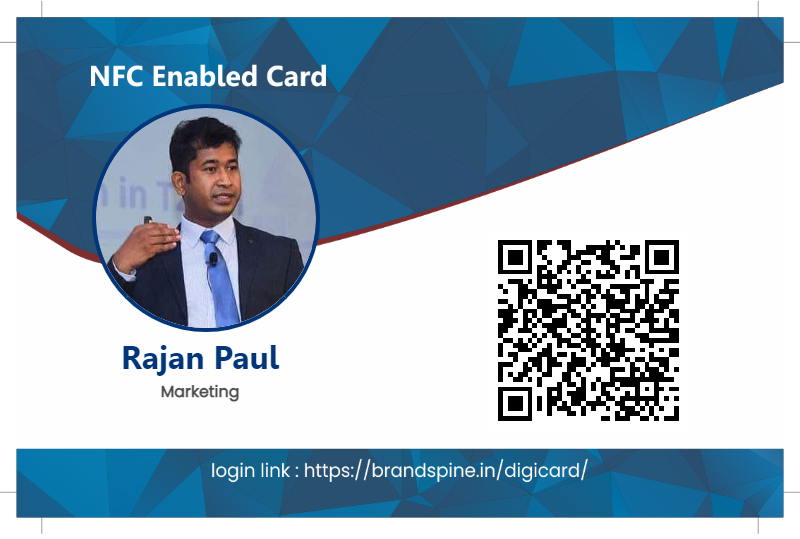 NFC Enabled Card
Rajan Paul
Marketing
login link : https://brandspine.in/digicard/